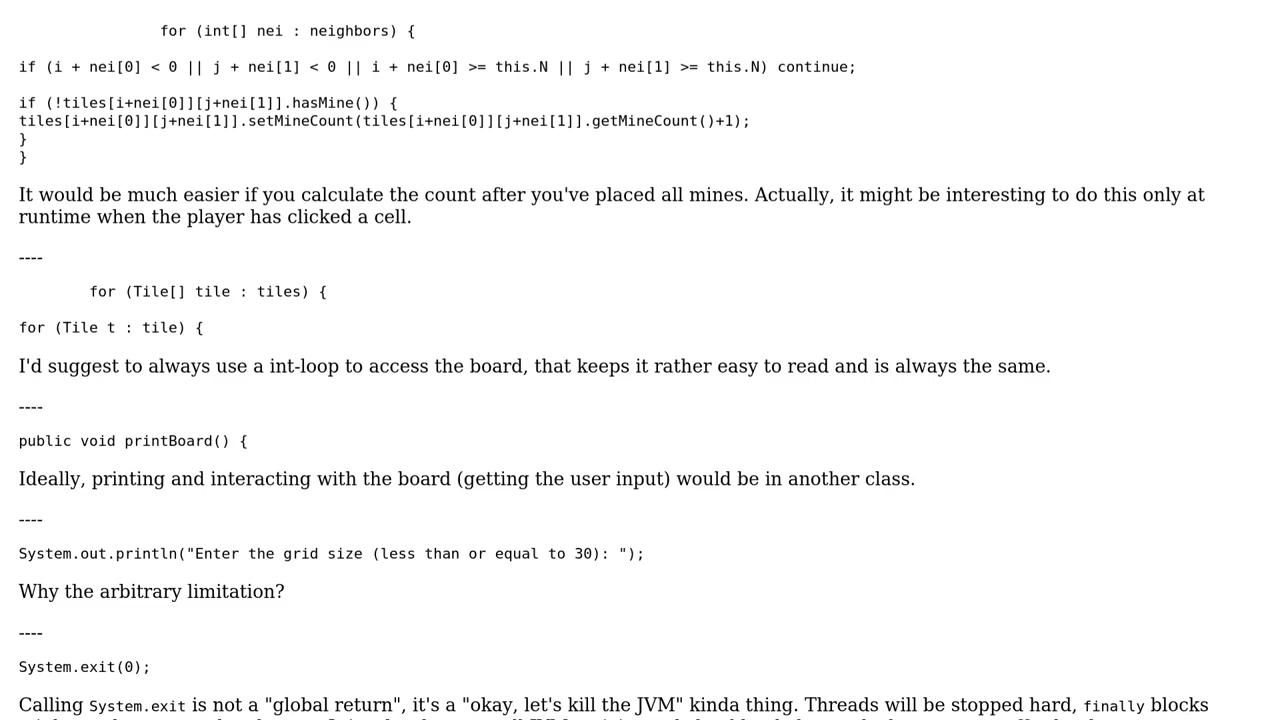 for (int[] nei : neighbors) {
if (i + nei[0] < 0 || j + nei[1] < 0 || i + nei[0] >= this.N || j + nei[1] >= this.N) continue;
if (!tiles[i+nei[0]][j+nei[1]].hasMine()) {
tiles[i+nei[0]][j+nei[1]].setMineCount(tiles[i+nei[0]][j+nei[1]].getMineCount()+1);
}
}
It would be much easier if you calculate the count after you've placed all mines. Actually, it might be interesting to do this only at
runtime when the player has clicked a cell.
----
for (Tile[] tile : tiles) {
for (Tile t : tile) {
I'd suggest to always use a int-loop to access the board, that keeps it rather easy to read and is always the same.
----
public void printBoard() {
Ideally, printing and interacting with the board (getting the user input) would be in another class.
----
System.out.println("Enter the grid size (less than or equal to 30): ");
Why the arbitrary limitation?
----
System.exit(0);
Calling System.exit is not a "global return", it's a "okay, let's kill the JVM" kinda thing. Threads will be stopped hard, finally blocks